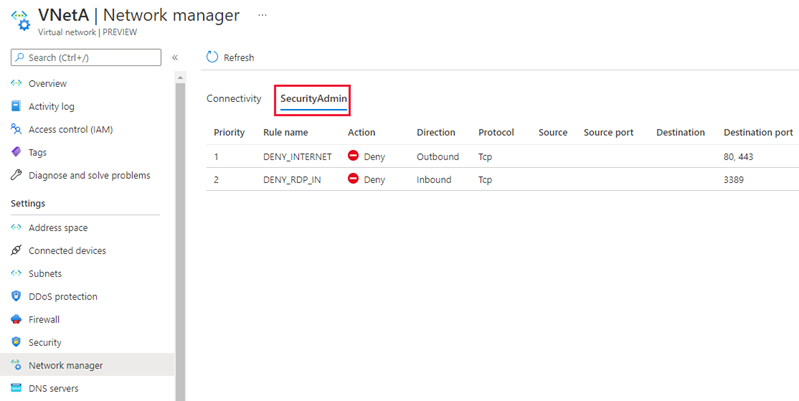 VNetA | Network manager ...
Virtual network | PREVIEW
Search (Ctrl+/)
«
Overview
Activity log
Access control (IAM)
Tags
Diagnose and solve problems
Settings
Address space
Connected devices
Subnets
DDoS protection
Firewall
Security
Network manager
DNS servers
Refresh
Connectivity SecurityAdmin
Priority Rule name Action Direction Protocol Source Source port Destination Destination port
1 DENY_INTERNET Deny Outbound Tcp 80, 443
2 DENY_RDP_IN Deny Inbound Tcp 3389